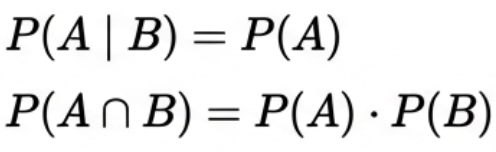 P(A | B) = P(A)
P(A ∩ B) = P(A) · P(B)